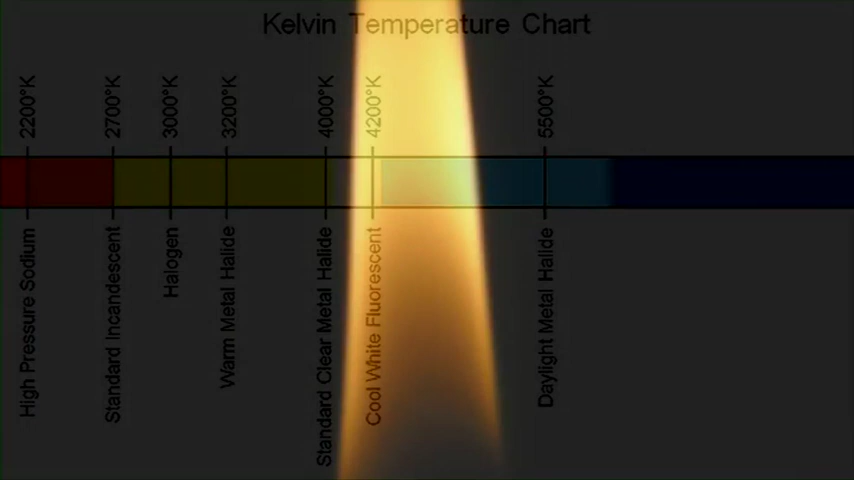 Kelvin Temperature Chart
2200°K
2700°K
3000°K
3200°K
4000°K
4200°K
5500°K
High Pressure Sodium
Standard Incandescent
Halogen
Warm Metal Halide
Standard Clear Metal Halide
Cool White Fluorescent
Daylight Metal Halide